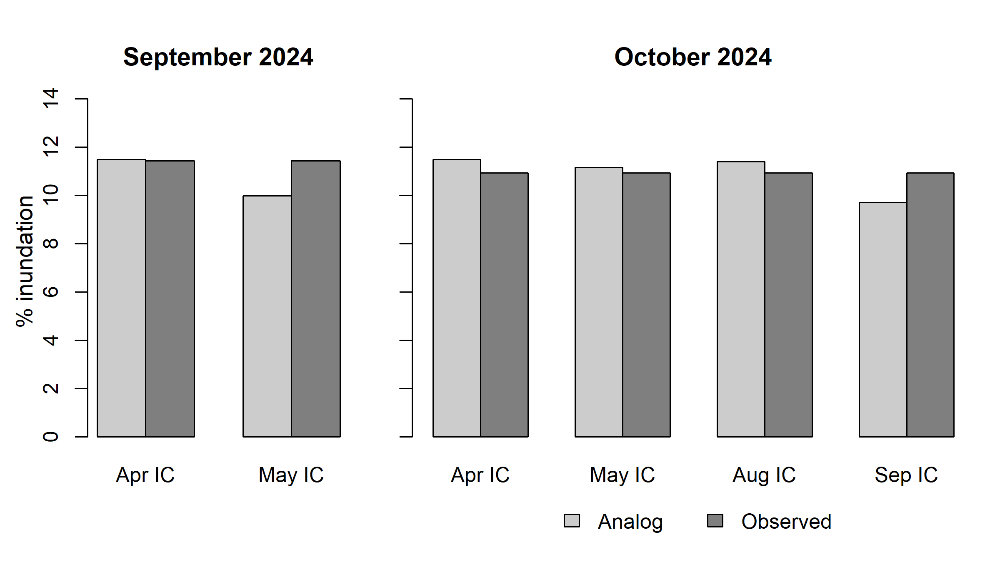 September 2024
October 2024
% inundation
14
12
10
8
6
4
2
0
Apr IC
May IC
Apr IC
May IC
Aug IC
Sep IC
Analog
Observed